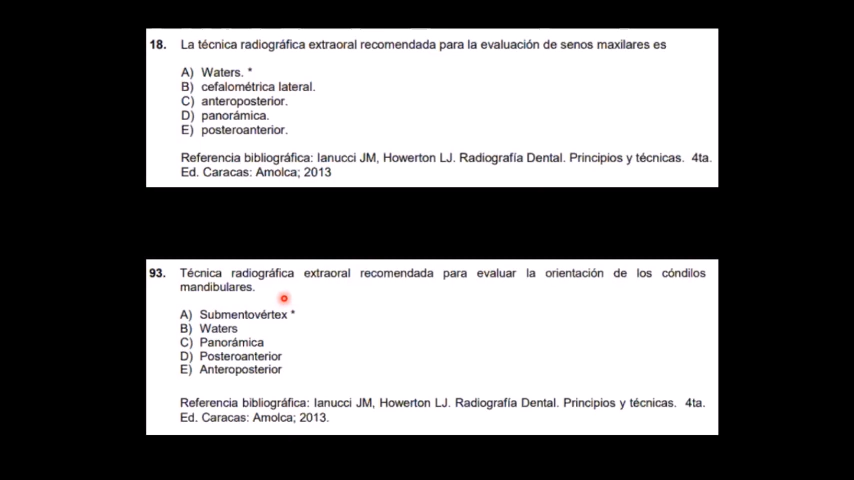 18. La técnica radiográfica extraoral recomendada para la evaluación de senos maxilares es
A) Waters. *
B) cefalométrica lateral.
C) anteroposterior.
D) panorámica.
E) posteroanterior.
Referencia bibliográfica: Ianucci JM, Howerton LJ. Radiografía Dental. Principios y técnicas. 4ta.
Ed. Caracas: Amolca; 2013
93. Técnica radiográfica extraoral recomendada para evaluar la orientación de los cóndilos
mandibulares.
A) Submentovértex *
B) Waters
C) Panorámica
D) Posteroanterior
E) Anteroposterior
Referencia bibliográfica: Ianucci JM, Howerton LJ. Radiografía Dental. Principios y técnicas. 4ta.
Ed. Caracas: Amolca; 2013.